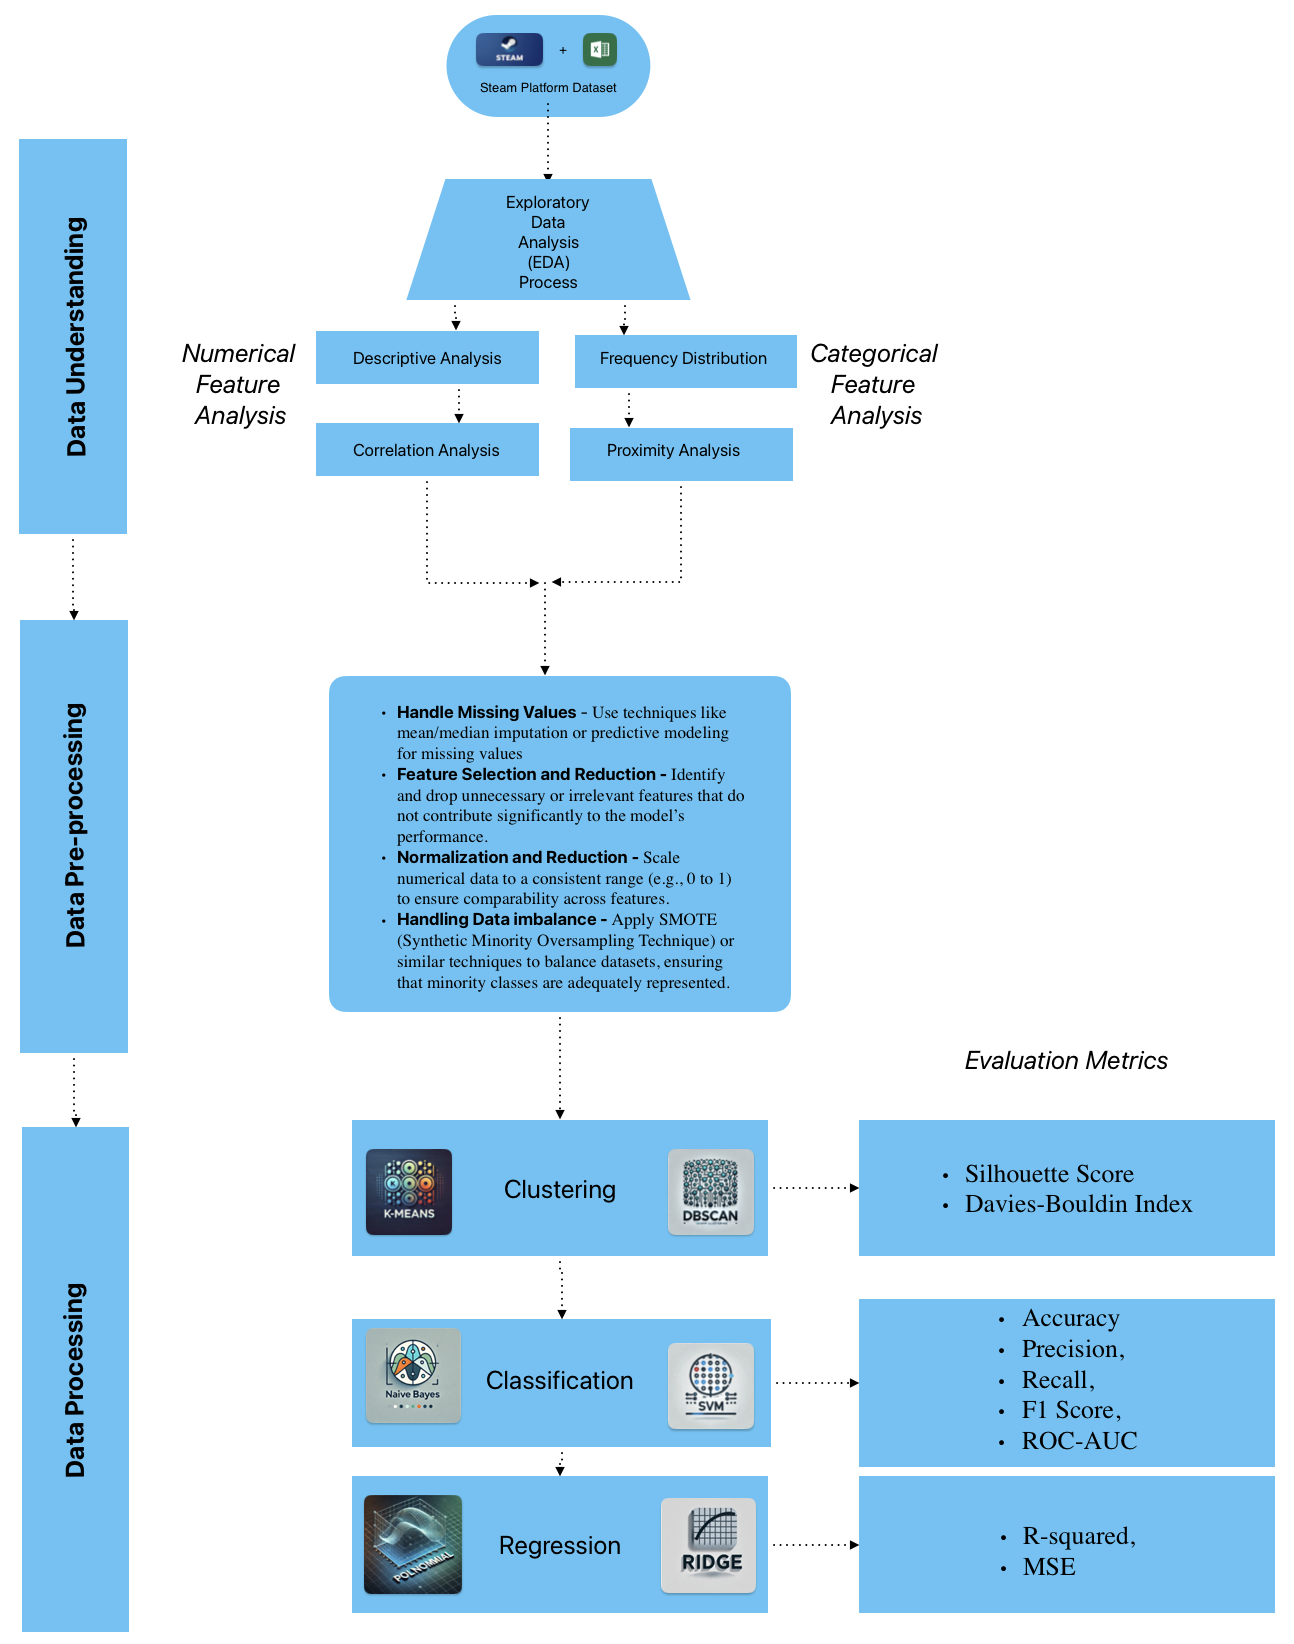 STEAM
+
X
Steam Platform Dataset
Data Understanding
Exploratory
Data
Analysis
(EDA)
Process
Numerical
Feature
Analysis
Descriptive Analysis
Frequency Distribution
Categorical
Feature
Analysis
Correlation Analysis
Proximity Analysis
Data Pre-processing
• Handle Missing Values - Use techniques like
mean/median imputation or predictive modeling
for missing values
• Feature Selection and Reduction - Identify
and drop unnecessary or irrelevant features that do
not contribute significantly to the model's
performance.
• Normalization and Reduction - Scale
numerical data to a consistent range (e.g., 0 to 1)
to ensure comparability across features.
• Handling Data imbalance - Apply SMOTE
(Synthetic Minority Oversampling Technique) or
similar techniques to balance datasets, ensuring
that minority classes are adequately represented.
Evaluation Metrics
Data Processing
K-MEANS
Clustering
DBSCAN
• Silhouette Score
• Davies-Bouldin Index
Naive Bayes
Classification
SVM
• Accuracy
• Precision,
• Recall,
• F1 Score,
• ROC-AUC
POLNOMMIAL
Regression
RIDGE
• R-squared,
• MSE